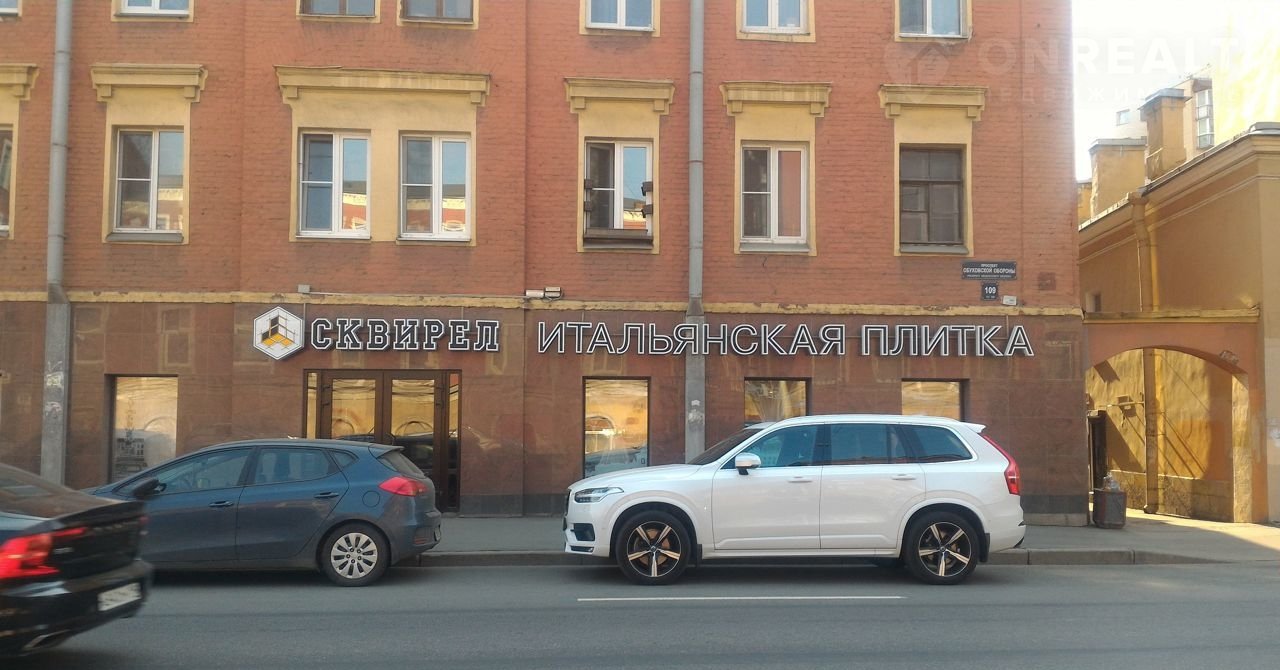 ONREALT
ПРОСПЕКТ
ОБУХОВСКОЙ ОБОРОНЫ
109
СКВИРЕЛ ИТАЛЬЯНСКАЯ ПЛИТКА